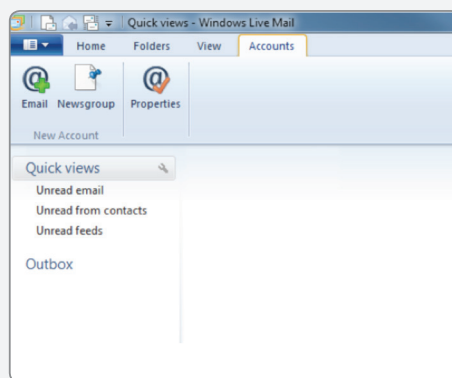 Quick views - Windows Live Mail
Home Folders View Accounts
Email Newsgroup Properties
New Account
Quick views
Unread email
Unread from contacts
Unread feeds
Outbox